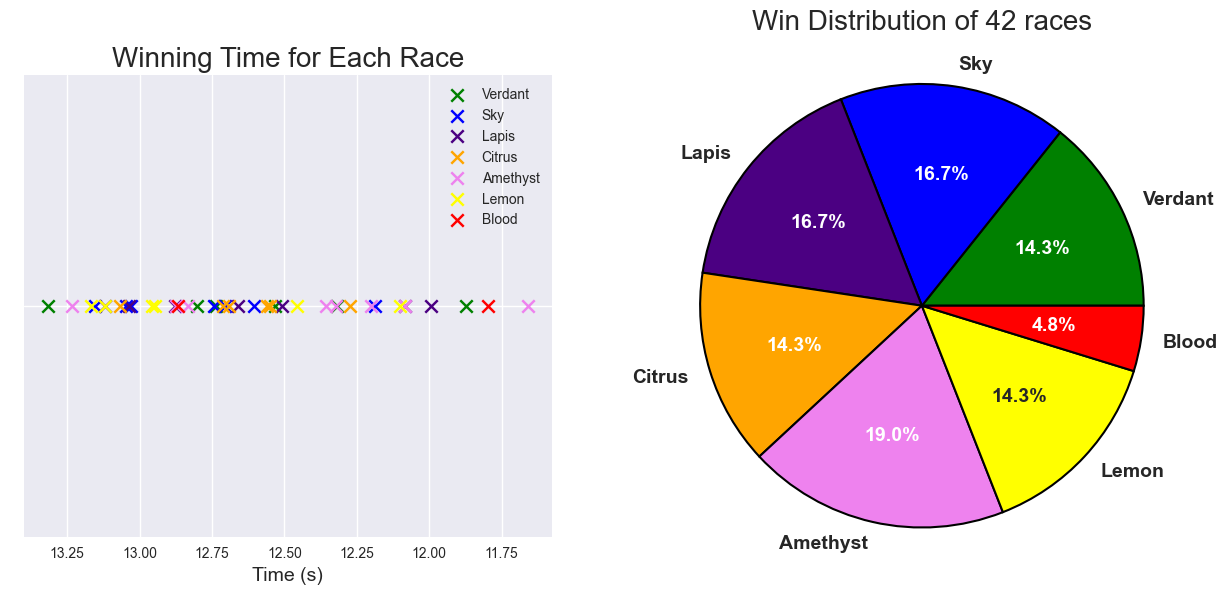 Winning Time for Each Race
Verdant
Sky
Lapis
Citrus
Amethyst
Lemon
Blood
13.25 13.00 12.75 12.50 12.25 12.00 11.75
Time (s)
Win Distribution of 42 races
Sky
Lapis
Verdant
Citrus
Blood
Lemon
Amethyst
16.7%
16.7%
14.3%
14.3%
4.8%
14.3%
19.0%